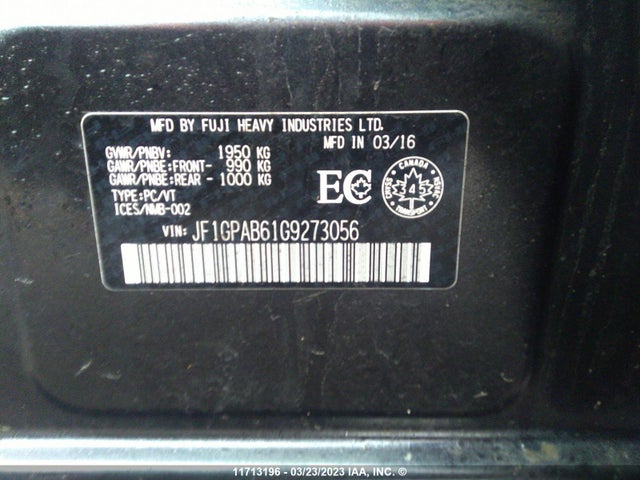 MFD BY FUJI HEAVY INDUSTRIES LTD.
MFD IN 03/16
GVWR/PNBV: 1950 KG
GAWR/PNBE:FRONT- 990 KG
GAWR/PNBE:REAR - 1000 KG
TYPE:PC/VT
ICES/NMB-002
EC
CANADA
4
TRANSPORT
VIN: JF1GPAB61G9273056
11713196 - 03/23/2023 IAA, INC. ©